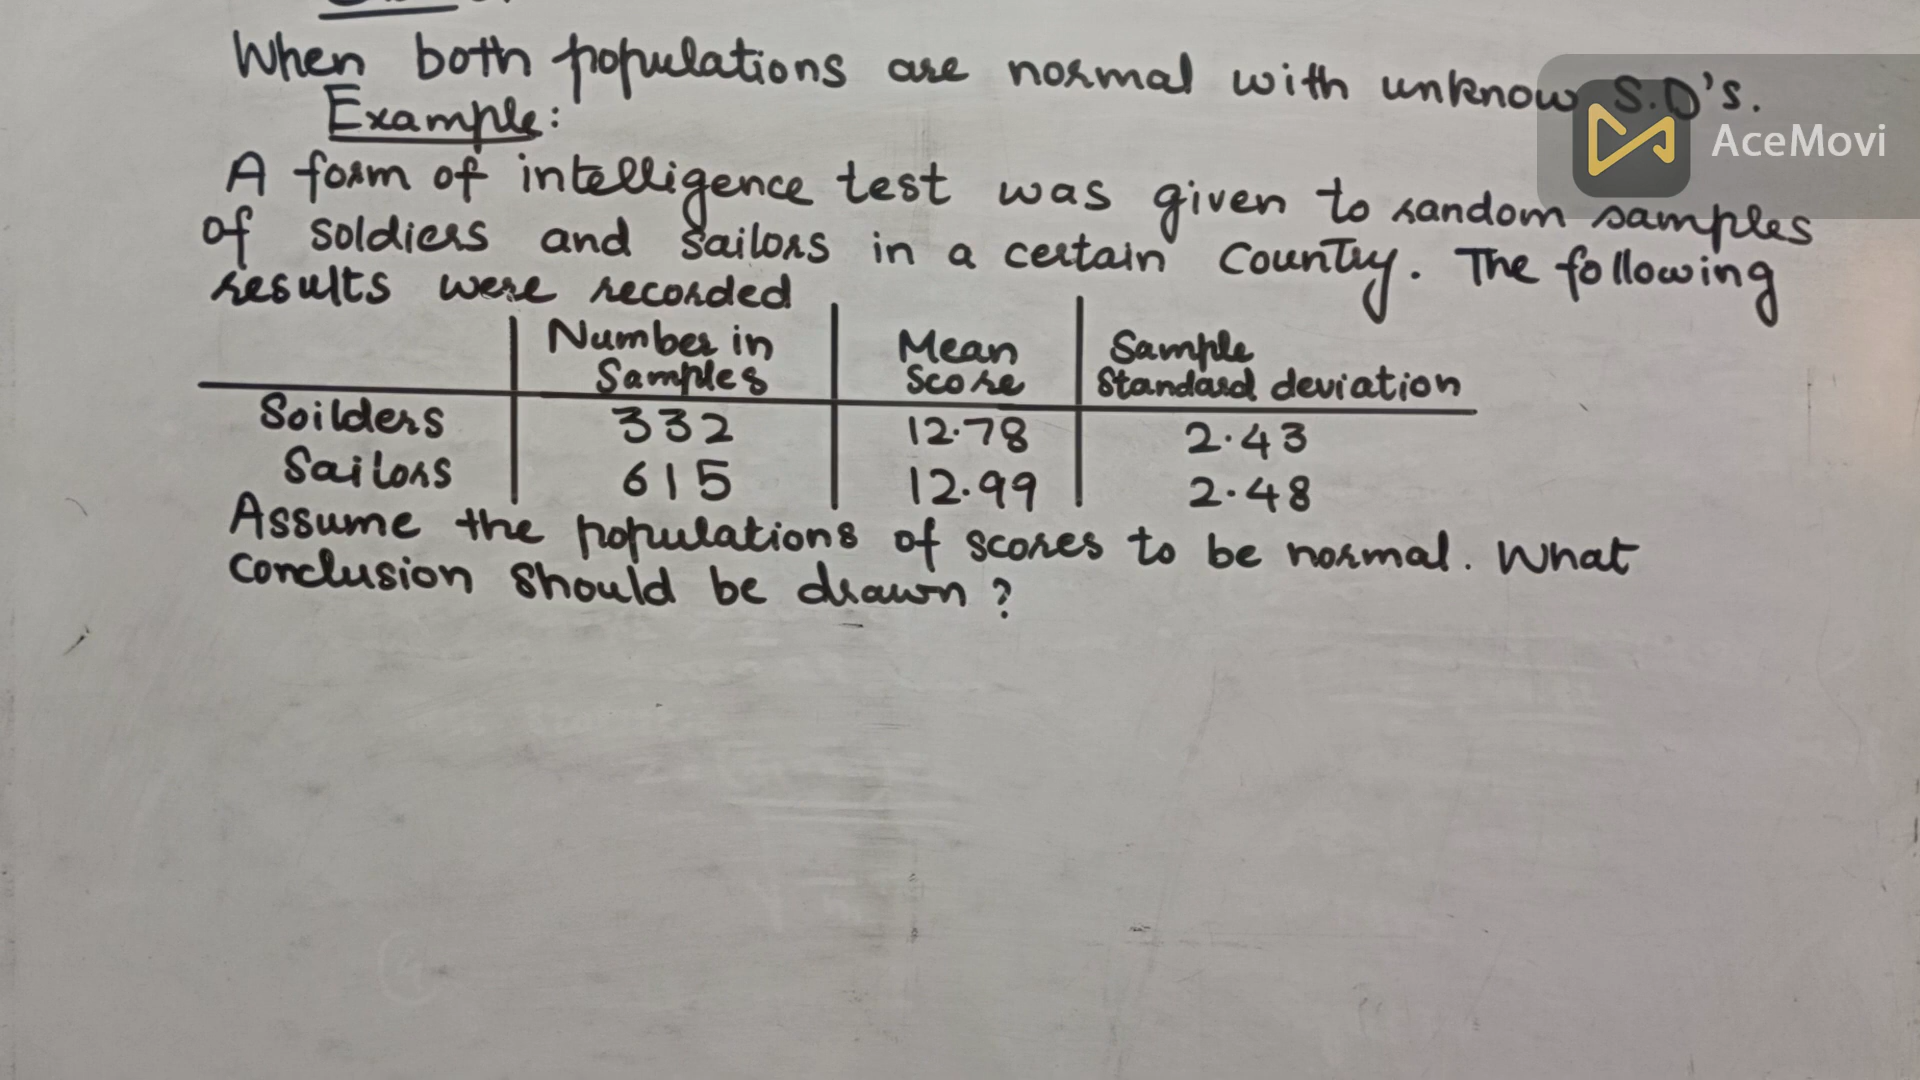 When both populations are normal with unknow S.D's.
Example:
A form of intelligence test was given to random samples
of soldiers and sailors in a certain Country. The following
results were recorded
Number in Samples | Mean Score | Sample Standard deviation
Soilders 332 12.78 2.43
Sailors 615 12.99 2.48
Assume the populations of scores to be normal. What
conclusion should be drawn?
AceMovi